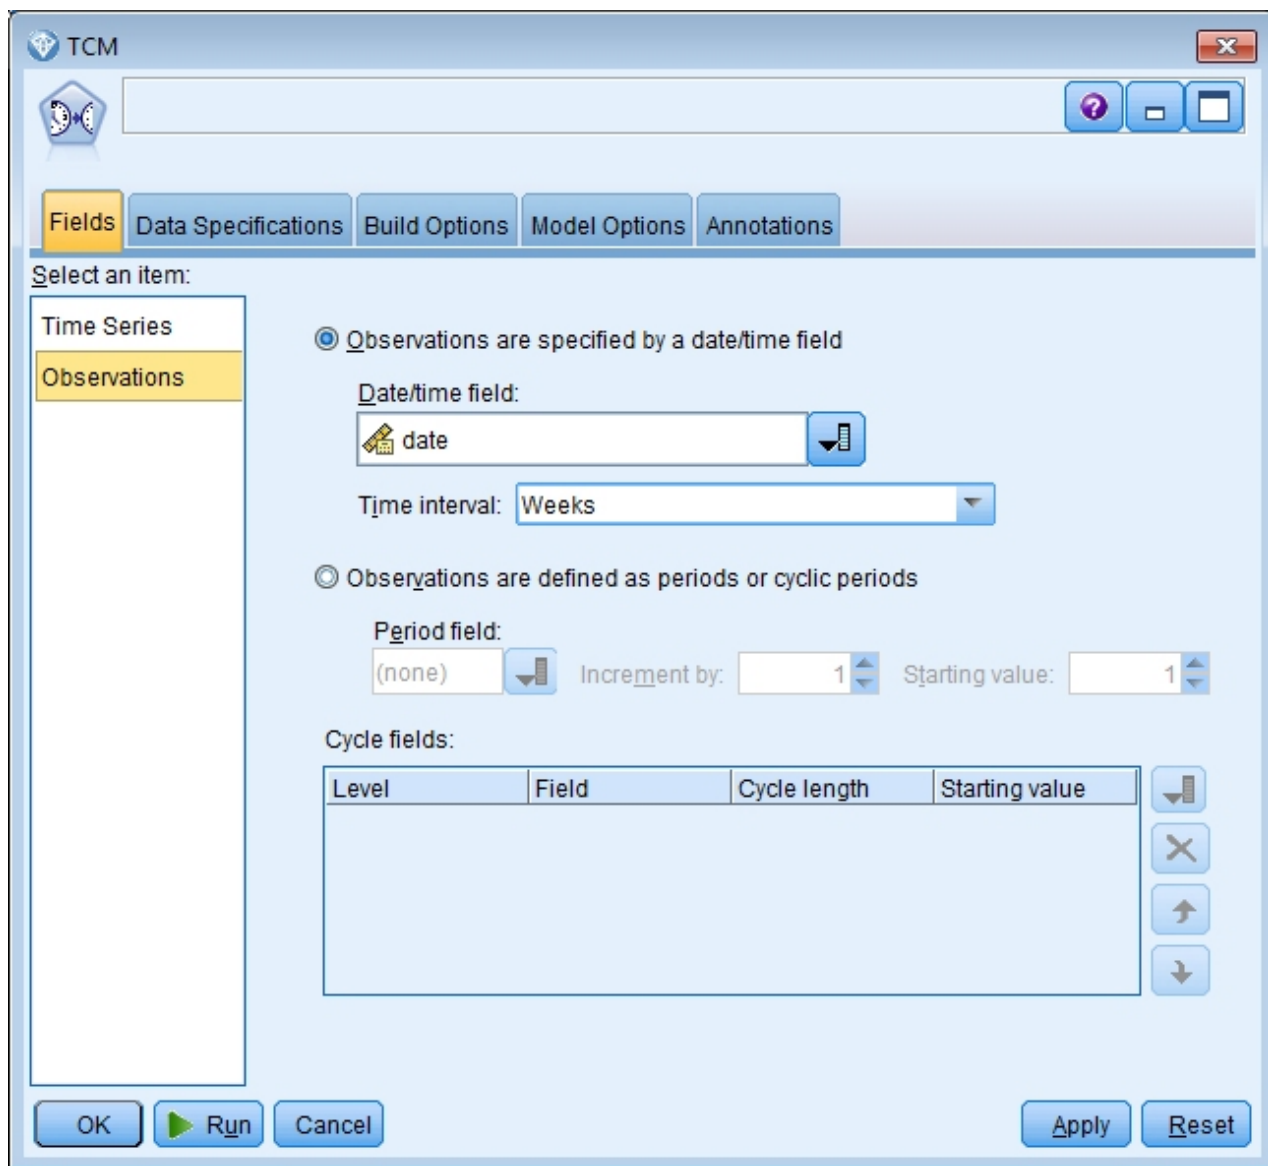 TCM
Fields Data Specifications Build Options Model Options Annotations
Select an item:
Time Series
Observations
Observations are specified by a date/time field
Date/time field:
date
Time interval: Weeks
Observations are defined as periods or cyclic periods
Period field:
(none) Increment by: 1 Starting value: 1
Cycle fields:
Level Field Cycle length Starting value
OK Run Cancel Apply Reset